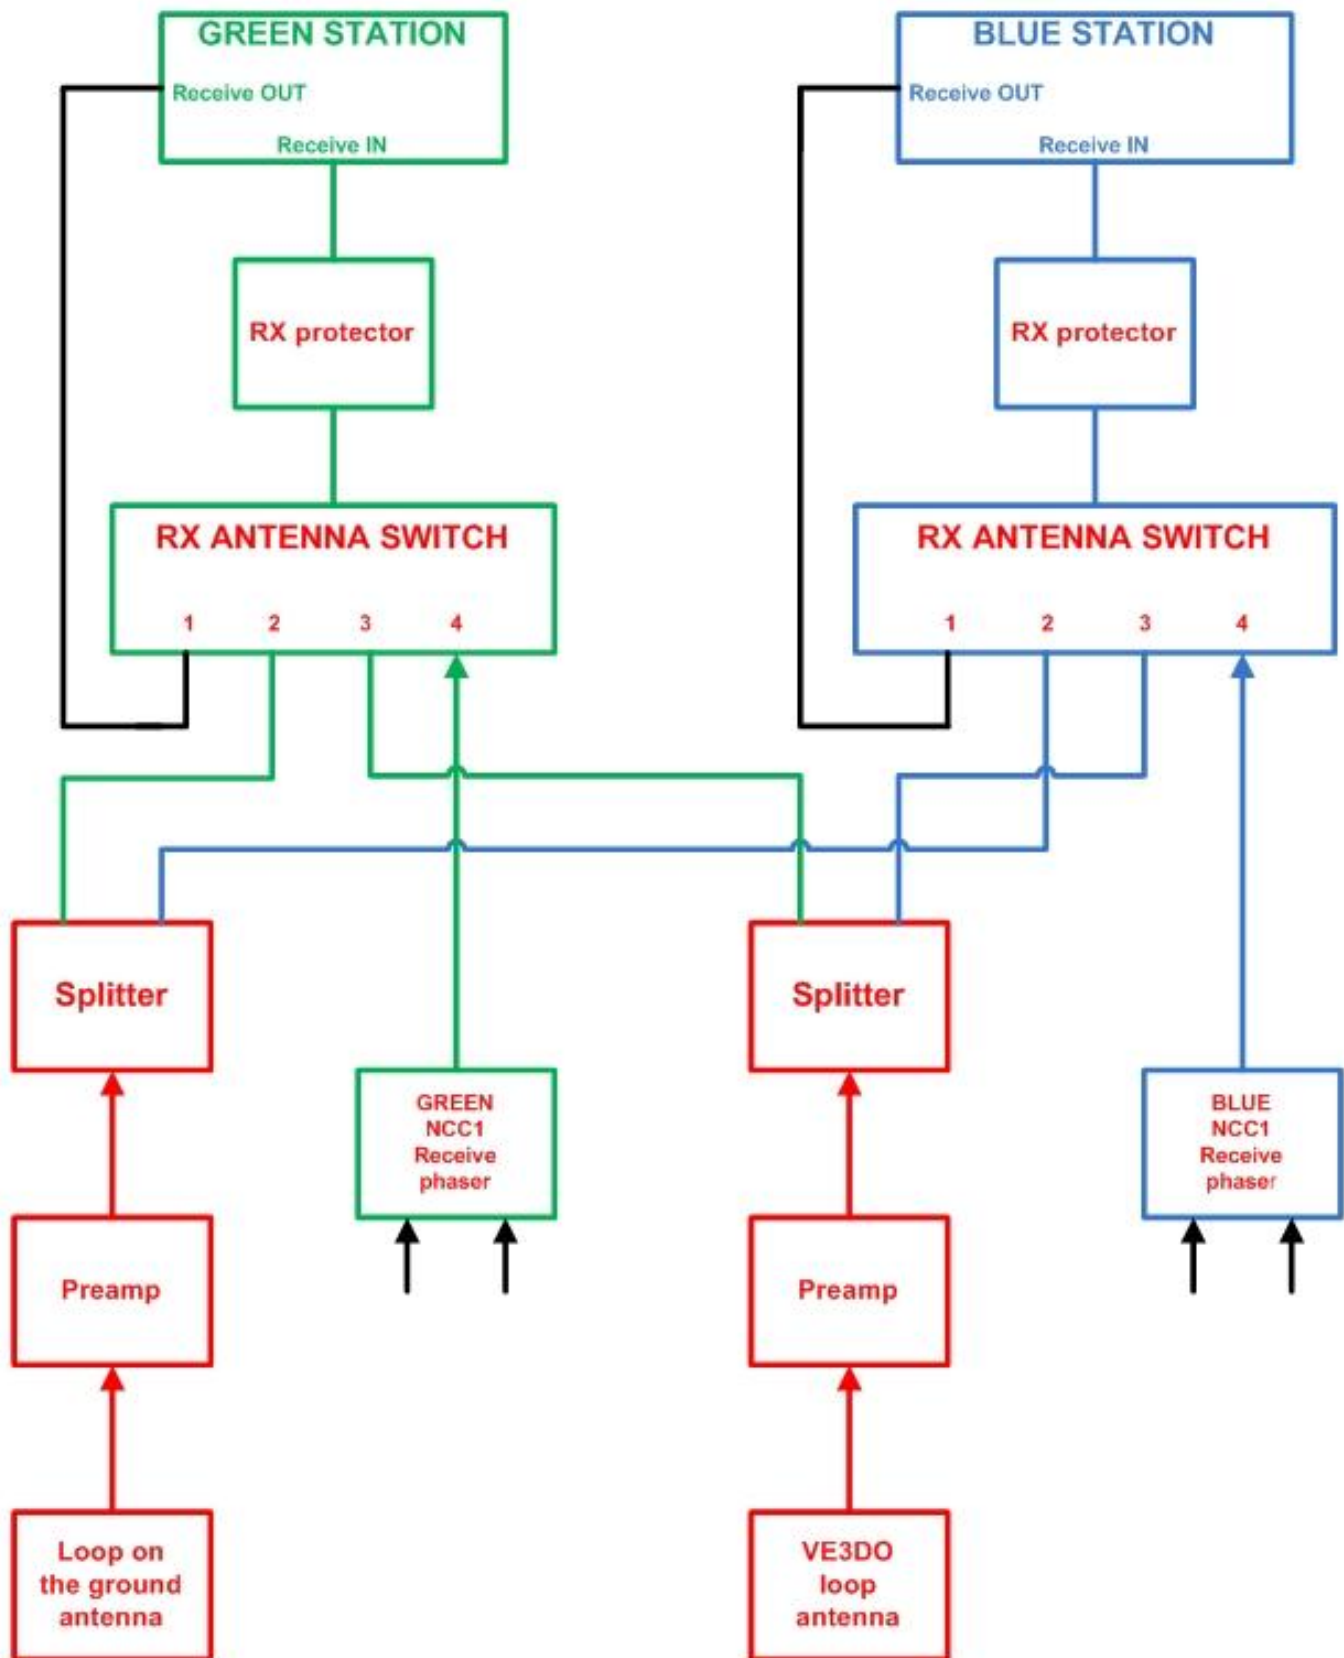 GREEN STATION
Receive OUT
Receive IN
BLUE STATION
Receive OUT
Receive IN
RX protector
RX protector
RX ANTENNA SWITCH
1 2 3 4
RX ANTENNA SWITCH
1 2 3 4
Splitter
Splitter
GREEN
NCC1
Receive
phaser
BLUE
NCC1
Receive
phaser
Preamp
Preamp
Loop on
the ground
antenna
VE3DO
loop
antenna